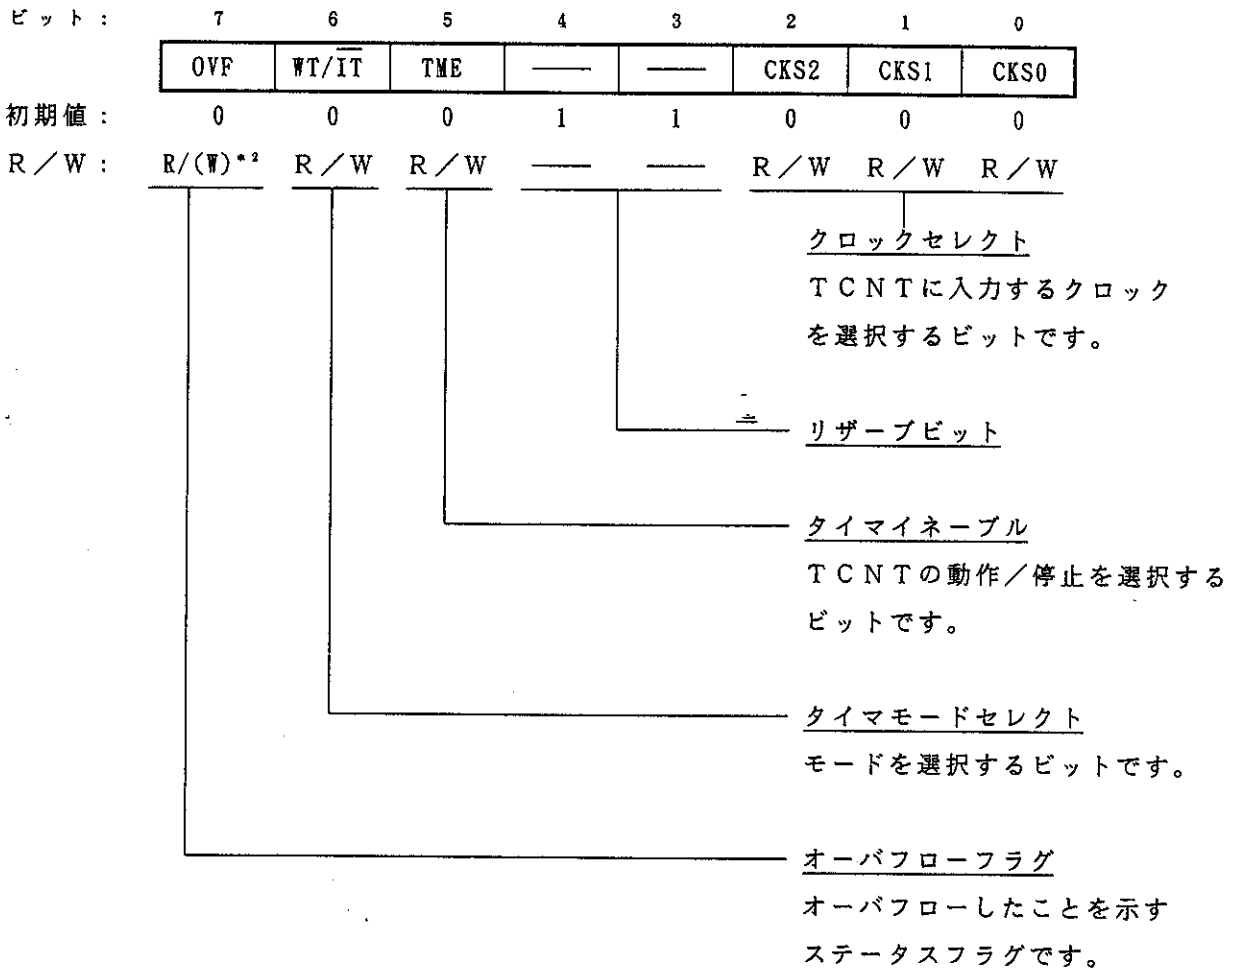 ビット： 7 6 5 4 3 2 1 0
OVF WT/IT TME ― ― CKS2 CKS1 CKS0
初期値： 0 0 0 1 1 0 0 0
R／W： R/(W)*2 R／W R／W ― ― R／W R／W R／W
クロックセレクト
TCNTに入力するクロック
を選択するビットです。
リザーブビット
タイマイネーブル
TCNTの動作／停止を選択する
ビットです。
タイマモードセレクト
モードを選択するビットです。
オーバフローフラグ
オーバフローしたことを示す
ステータスフラグです。